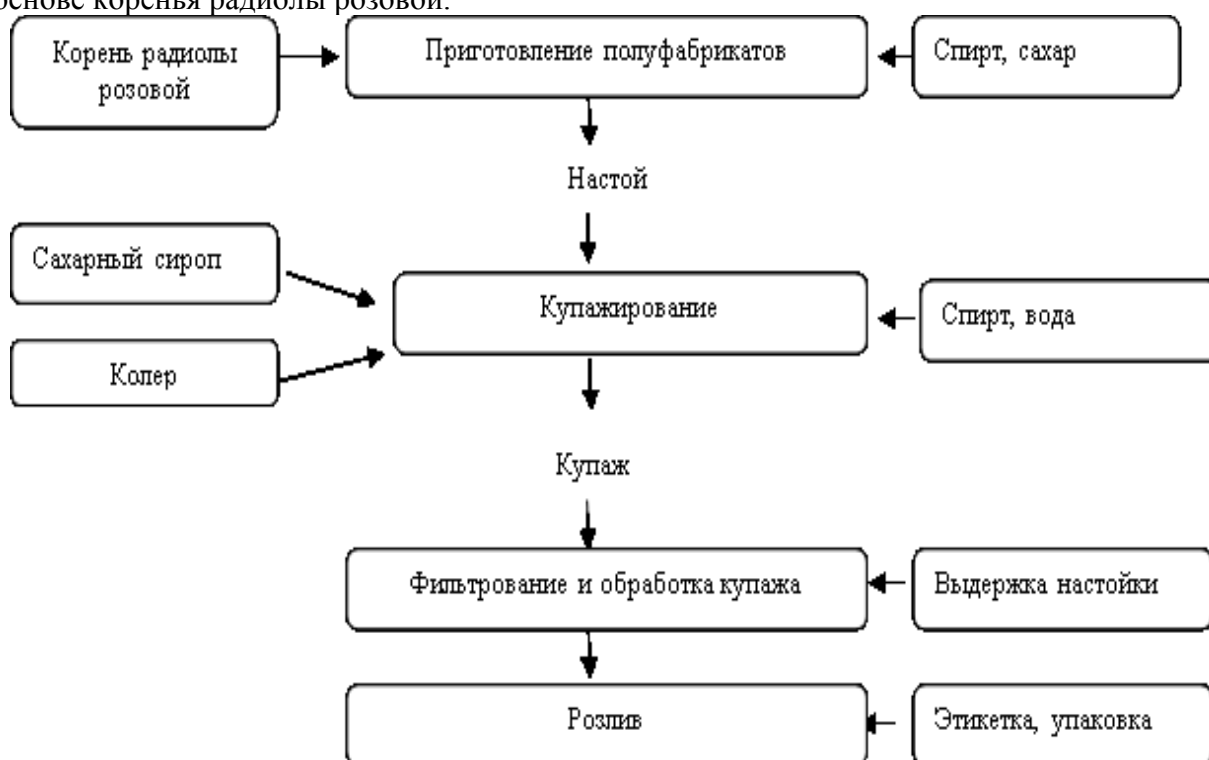 основе коренья радиолы розовой.
Корень радиолы
розовой
Приготовление полуфабрикатов
Спирт, сахар
Настой
Сахарный сироп
Купажирование
Спирт, вода
Колер
Купаж
Фильтрование и обработка купажа
Выдержка настойки
Розлив
Этикетка, упаковка